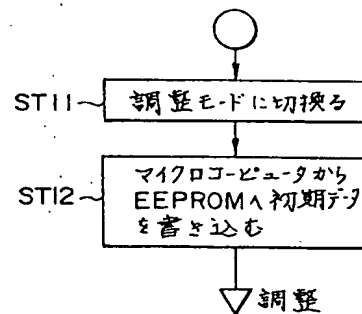 ST11
調整モードに切換る
ST12
マイクロコーピュータから
EEPROMへ初期データ
を書き込む
調整